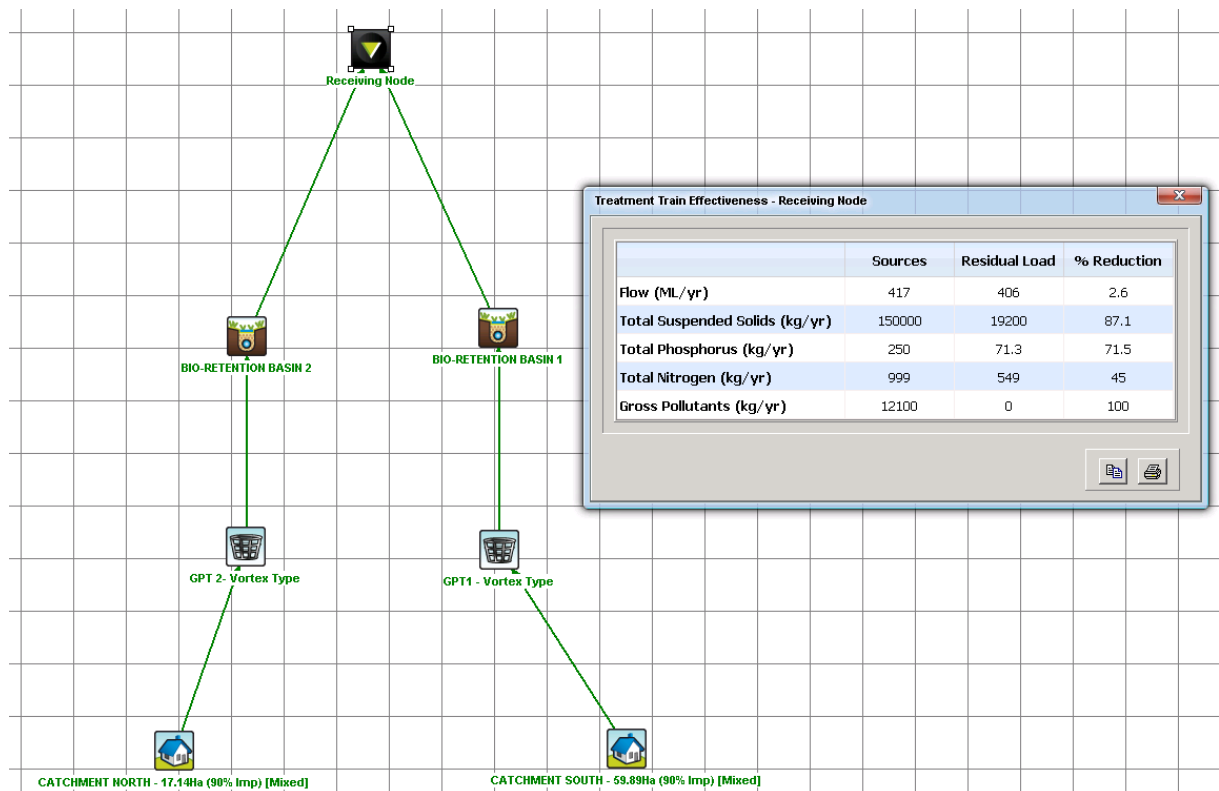 Receiving Node
Treatment Train Effectiveness - Receiving Node
Sources Residual Load % Reduction
Flow (ML/yr) 417 406 2.6
Total Suspended Solids (kg/yr) 150000 19200 87.1
Total Phosphorus (kg/yr) 250 71.3 71.5
Total Nitrogen (kg/yr) 999 549 45
Gross Pollutants (kg/yr) 12100 0 100
BIO-RETENTION BASIN 2
BIO-RETENTION BASIN 1
GPT 2- Vortex Type
GPT1 - Vortex Type
CATCHMENT NORTH - 17.14Ha (90% Imp) [Mixed]
CATCHMENT SOUTH - 59.89Ha (90% Imp) [Mixed]